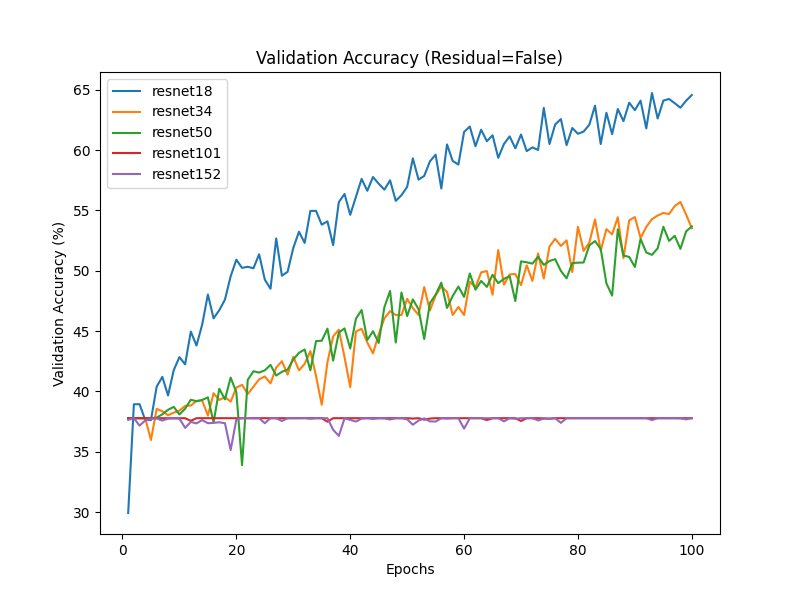 Validation Accuracy (Residual=False)
resnet18
resnet34
resnet50
resnet101
resnet152
Validation Accuracy (%)
65
60
55
50
45
40
35
30
0 20 40 60 80 100
Epochs